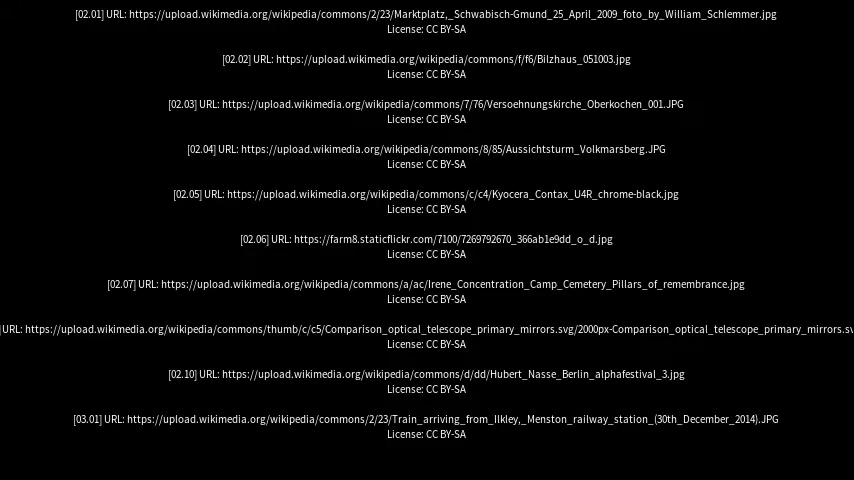 [02.01] URL: https://upload.wikimedia.org/wikipedia/commons/2/23/Marktplatz,_Schwabisch-Gmund_25_April_2009_foto_by_William_Schlemmer.jpg
License: CC BY-SA
[02.02] URL: https://upload.wikimedia.org/wikipedia/commons/f/f6/Bilzhaus_051003.jpg
License: CC BY-SA
[02.03] URL: https://upload.wikimedia.org/wikipedia/commons/7/76/Versoehnungskirche_Oberkochen_001.JPG
License: CC BY-SA
[02.04] URL: https://upload.wikimedia.org/wikipedia/commons/8/85/Aussichtsturm_Volkmarsberg.JPG
License: CC BY-SA
[02.05] URL: https://upload.wikimedia.org/wikipedia/commons/c/c4/Kyocera_Contax_U4R_chrome-black.jpg
License: CC BY-SA
[02.06] URL: https://farm8.staticflickr.com/7100/7269792670_366ab1e9dd_o_d.jpg
License: CC BY-SA
[02.07] URL: https://upload.wikimedia.org/wikipedia/commons/a/ac/Irene_Concentration_Camp_Cemetery_Pillars_of_remembrance.jpg
License: CC BY-SA
] URL: https://upload.wikimedia.org/wikipedia/commons/thumb/c/c5/Comparison_optical_telescope_primary_mirrors.svg/2000px-Comparison_optical_telescope_primary_mirrors.sv
License: CC BY-SA
[02.10] URL: https://upload.wikimedia.org/wikipedia/commons/d/dd/Hubert_Nasse_Berlin_alphafestival_3.jpg
License: CC BY-SA
[03.01] URL: https://upload.wikimedia.org/wikipedia/commons/2/23/Train_arriving_from_Ilkley,_Menston_railway_station_(30th_December_2014).JPG
License: CC BY-SA